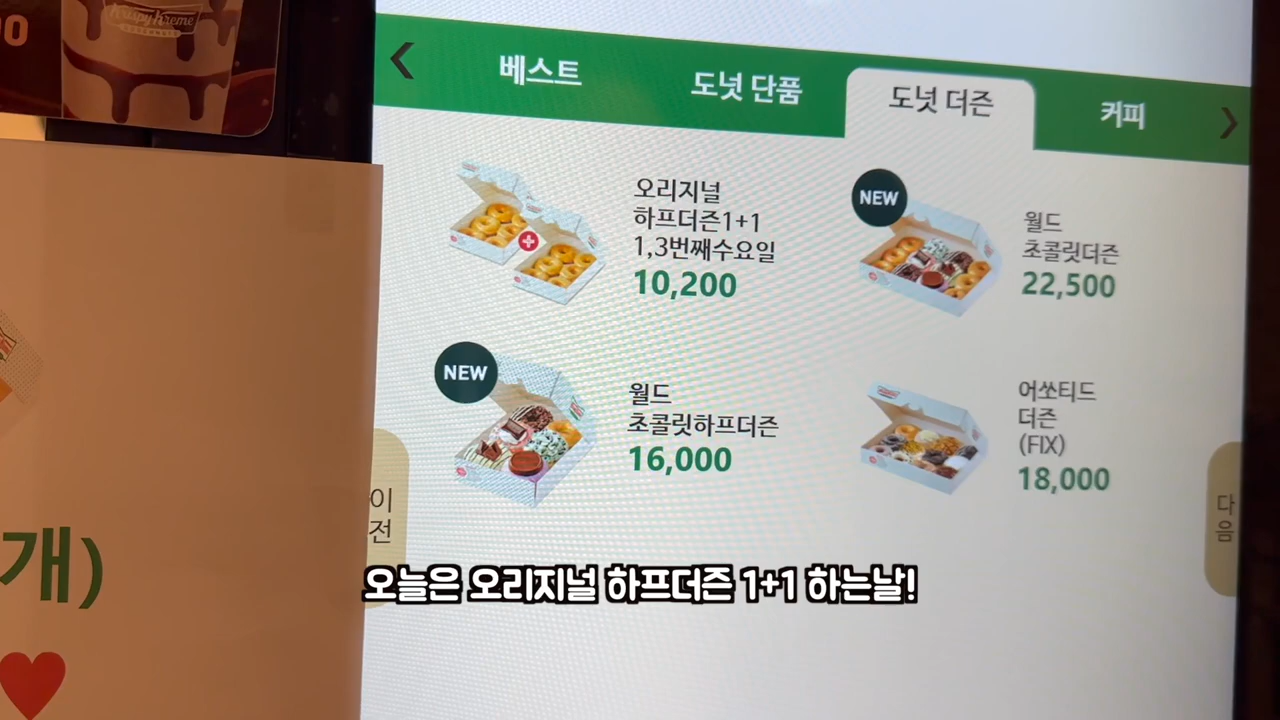 00
Krispy Kreme
DOUGHNUTS
베스트
도넛 단품
도넛 더즌
커피
오리지널
하프더즌1+1
1,3번째수요일
10,200
NEW
월드
초콜릿더즌
22,500
NEW
월드
초콜릿하프더즌
16,000
어쏘티드
더즌
(FIX)
18,000
이
전
다
음
개)
오늘은 오리지널 하프더즌 1+1 하는날!